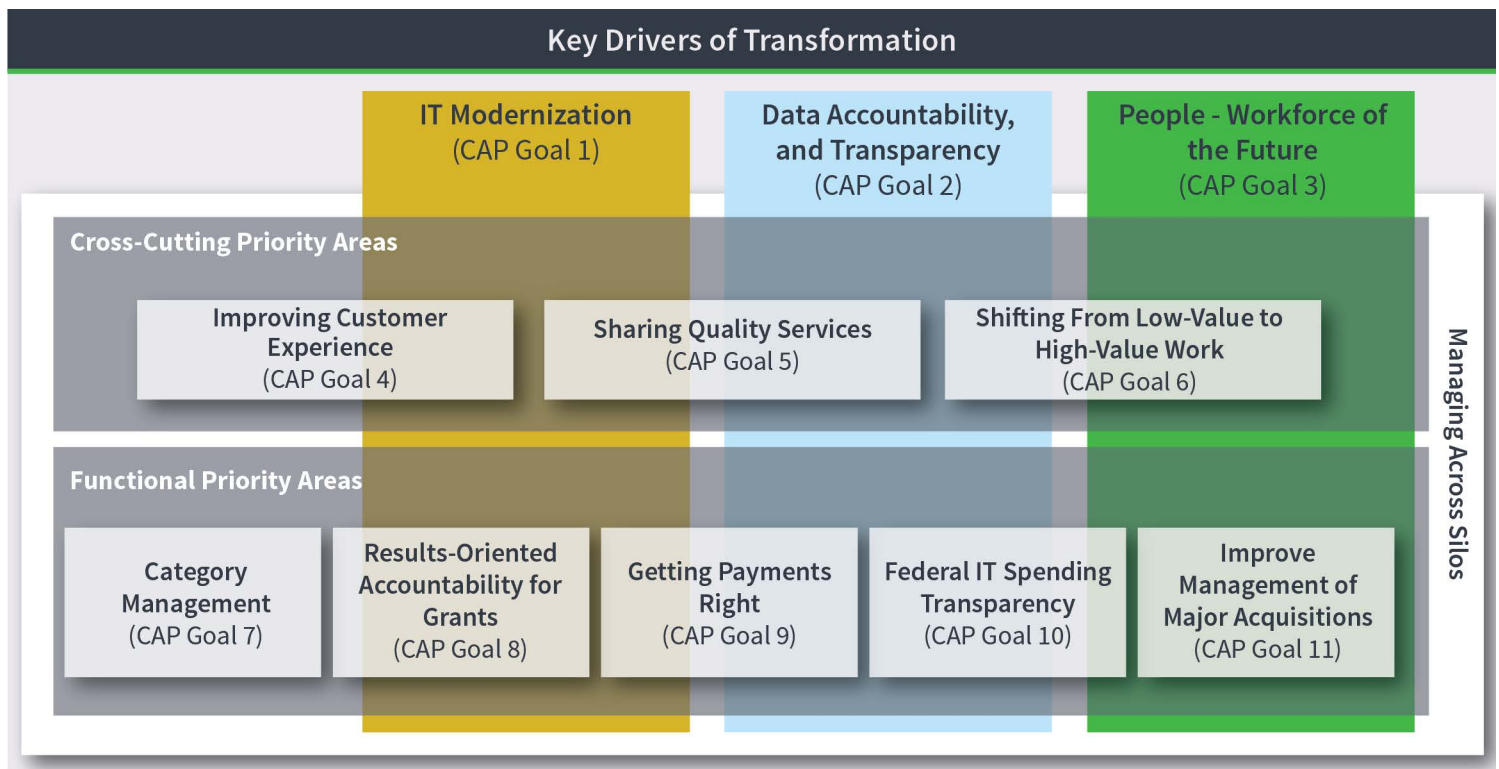 Key Drivers of Transformation
IT Modernization
(CAP Goal 1)
Data Accountability,
and Transparency
(CAP Goal 2)
People - Workforce of
the Future
(CAP Goal 3)
Cross-Cutting Priority Areas
Improving Customer
Experience
(CAP Goal 4)
Sharing Quality Services
(CAP Goal 5)
Shifting From Low-Value to
High-Value Work
(CAP Goal 6)
Functional Priority Areas
Category
Management
(CAP Goal 7)
Results-Oriented
Accountability for
Grants
(CAP Goal 8)
Getting Payments
Right
(CAP Goal 9)
Federal IT Spending
Transparency
(CAP Goal 10)
Improve
Management of
Major Acquisitions
(CAP Goal 11)
Managing Across Silos